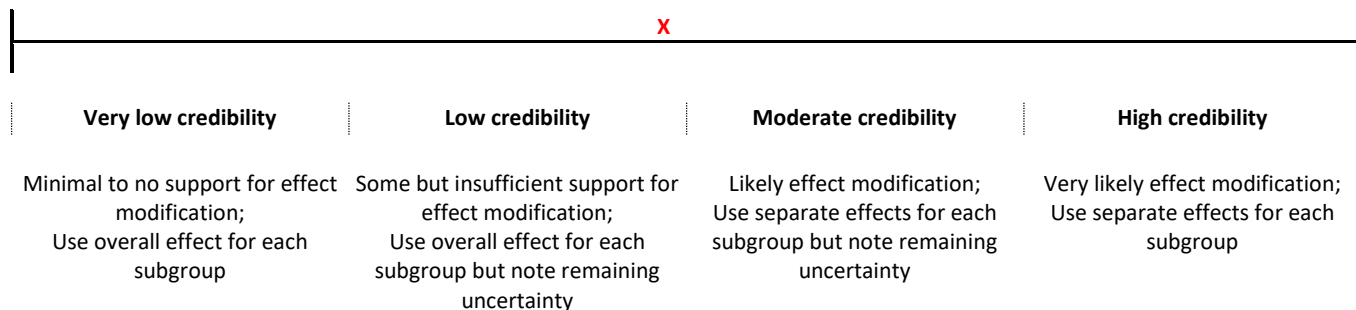 X
Very low credibility
Low credibility
Moderate credibility
High credibility
Minimal to no support for effect
modification;
Use overall effect for each
subgroup
Some but insufficient support for
effect modification;
Use overall effect for each
subgroup but note remaining
uncertainty
Likely effect modification;
Use separate effects for each
subgroup but note remaining
uncertainty
Very likely effect modification;
Use separate effects for each
subgroup